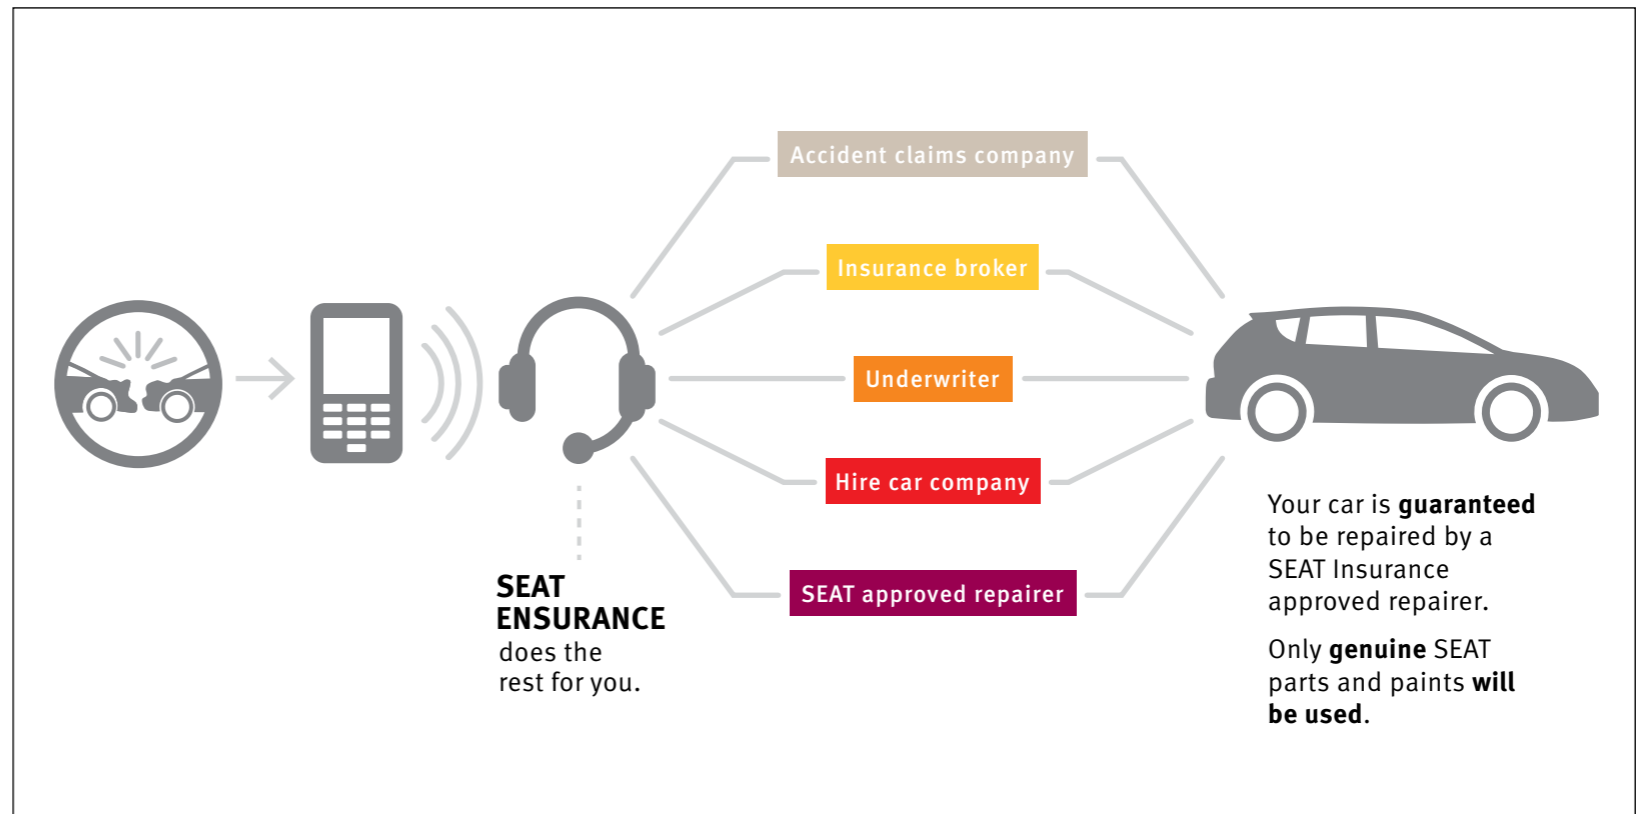 Accident claims company
Insurance broker
Underwriter
Hire car company
SEAT approved repairer
SEAT
ENSURANCE
does the
rest for you.
Your car is guaranteed
to be repaired by a
SEAT Insurance
approved repairer.
Only genuine SEAT
parts and paints will
be used.